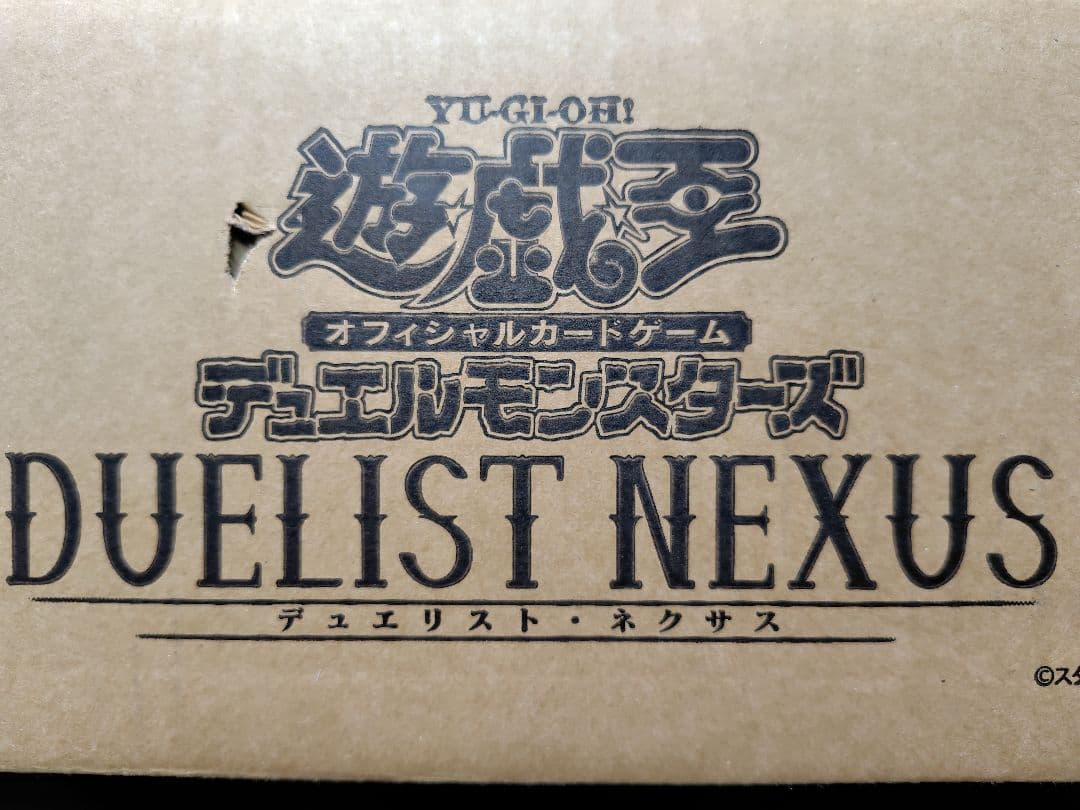 YU-GI-OH!
遊☆戯☆王
オフィシャルカードゲーム
デュエルモンスターズ
DUELIST NEXUS
デュエリスト・ネクサス
©スタ